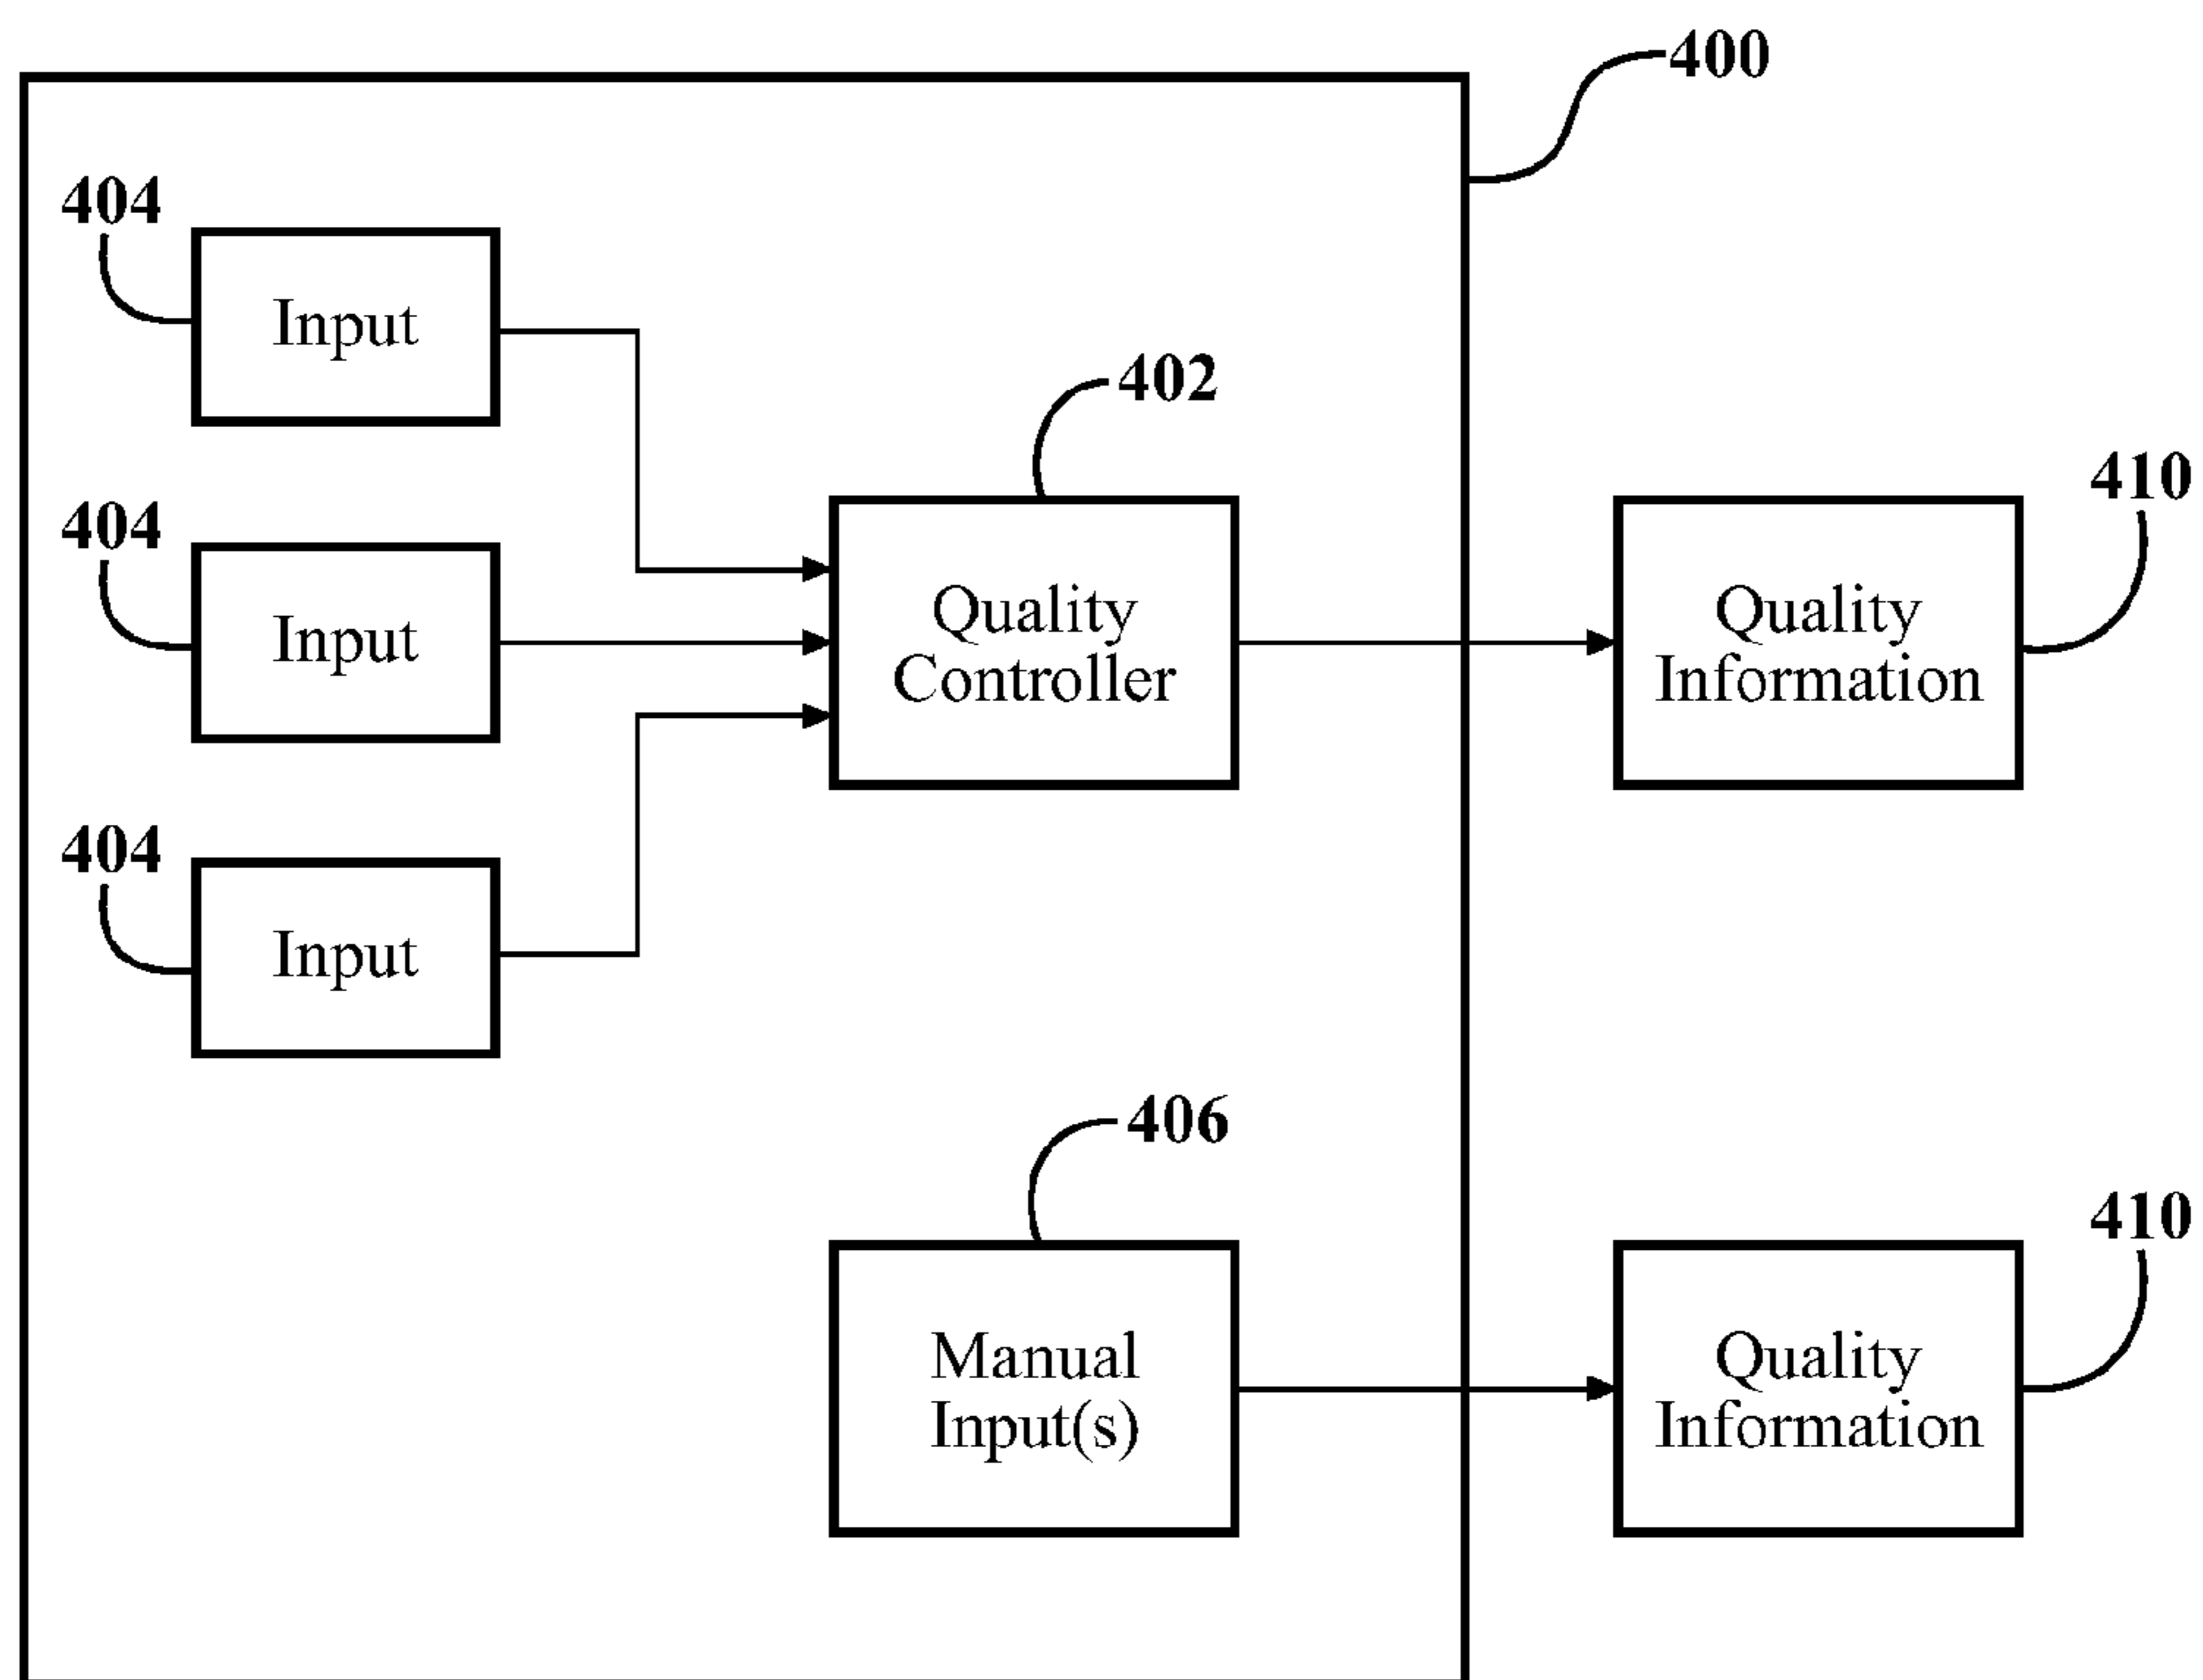 400
404
Input
402
404
Input
Quality
Controller
410
Quality
Information
404
Input
406
Manual
Input(s)
410
Quality
Information